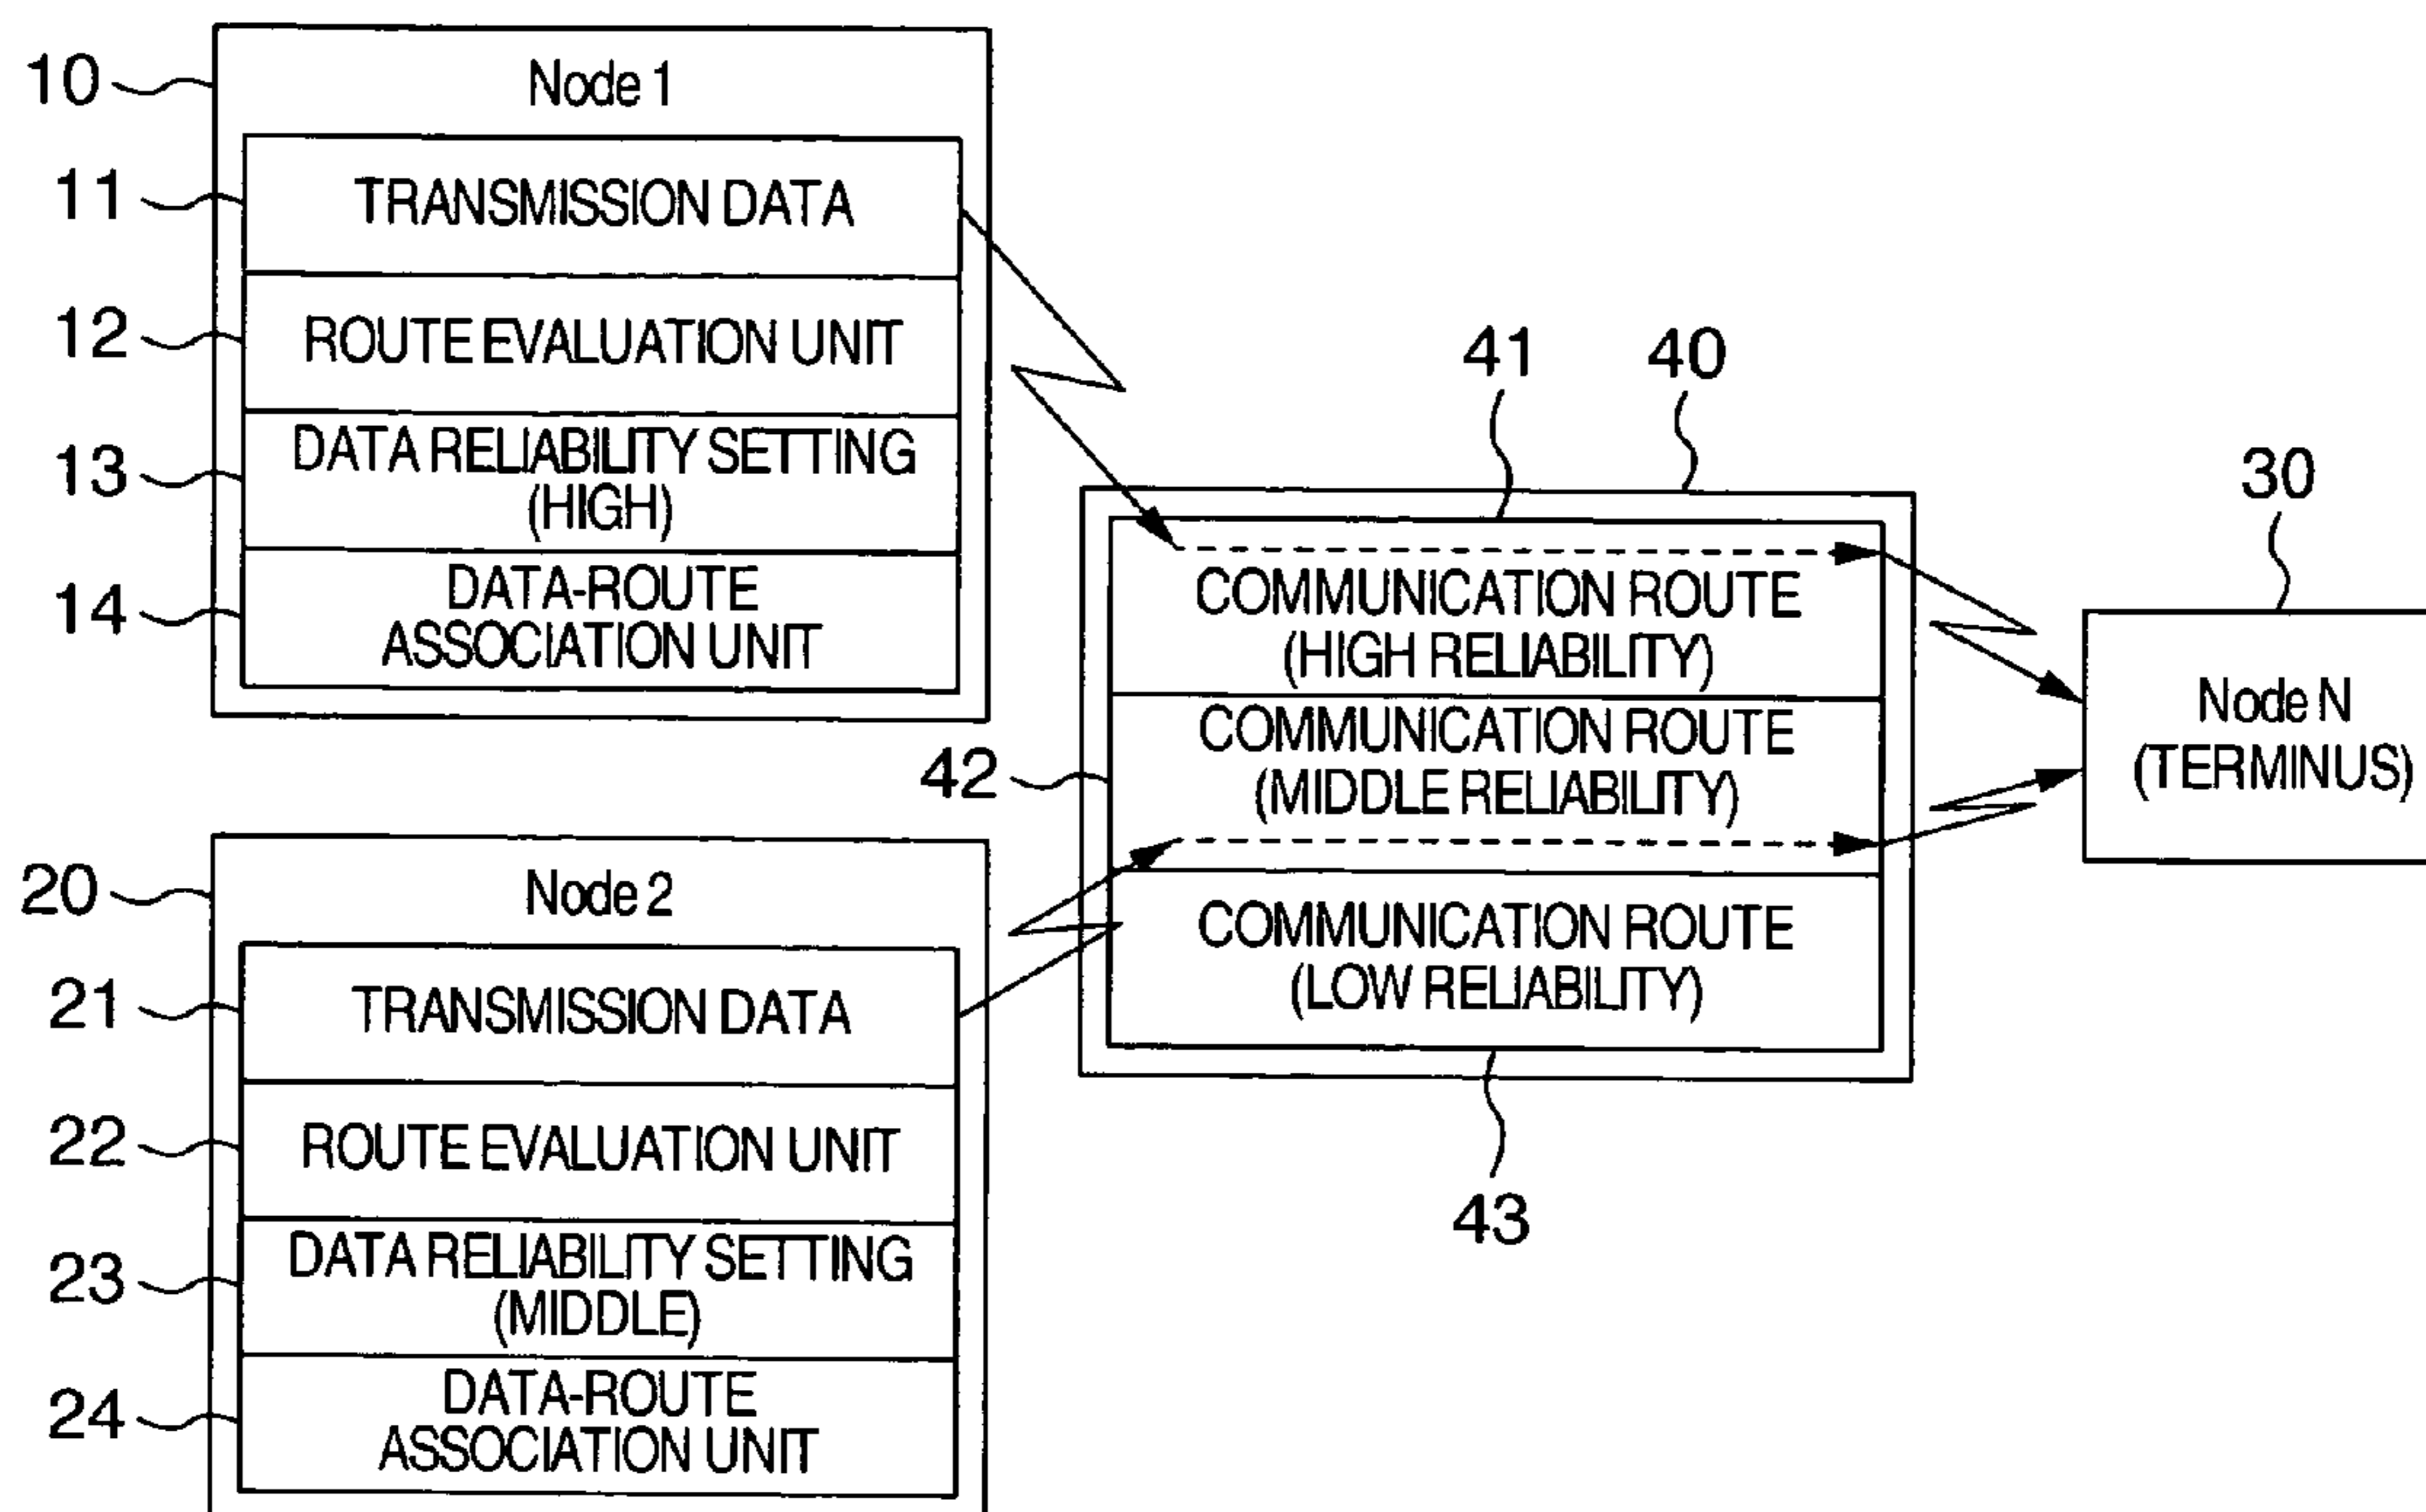 10
Node 1
11
TRANSMISSION DATA
12
ROUTE EVALUATION UNIT
13
DATA RELIABILITY SETTING
(HIGH)
14
DATA-ROUTE
ASSOCIATION UNIT
20
Node 2
21
TRANSMISSION DATA
22
ROUTE EVALUATION UNIT
23
DATA RELIABILITY SETTING
(MIDDLE)
24
DATA-ROUTE
ASSOCIATION UNIT
41
40
COMMUNICATION ROUTE
(HIGH RELIABILITY)
42
COMMUNICATION ROUTE
(MIDDLE RELIABILITY)
COMMUNICATION ROUTE
(LOW RELIABILITY)
43
30
Node N
(TERMINUS)